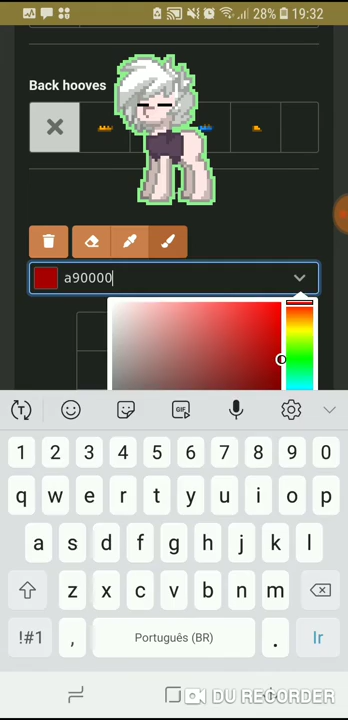 28% 19:32
Back hooves
a90000
GIF
1 2 3 4 5 6 7 8 9 0
q w e r t y u i o p
a s d f g h j k l
z x c v b n m
!#1 , Português (BR) . Ir
DU RECORDER